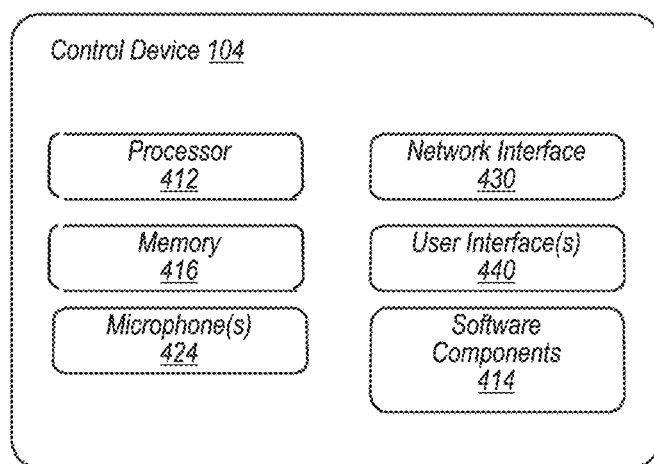 Control Device 104
Processor
412
Network Interface
430
Memory
416
User Interface(s)
440
Microphone(s)
424
Software
Components
414